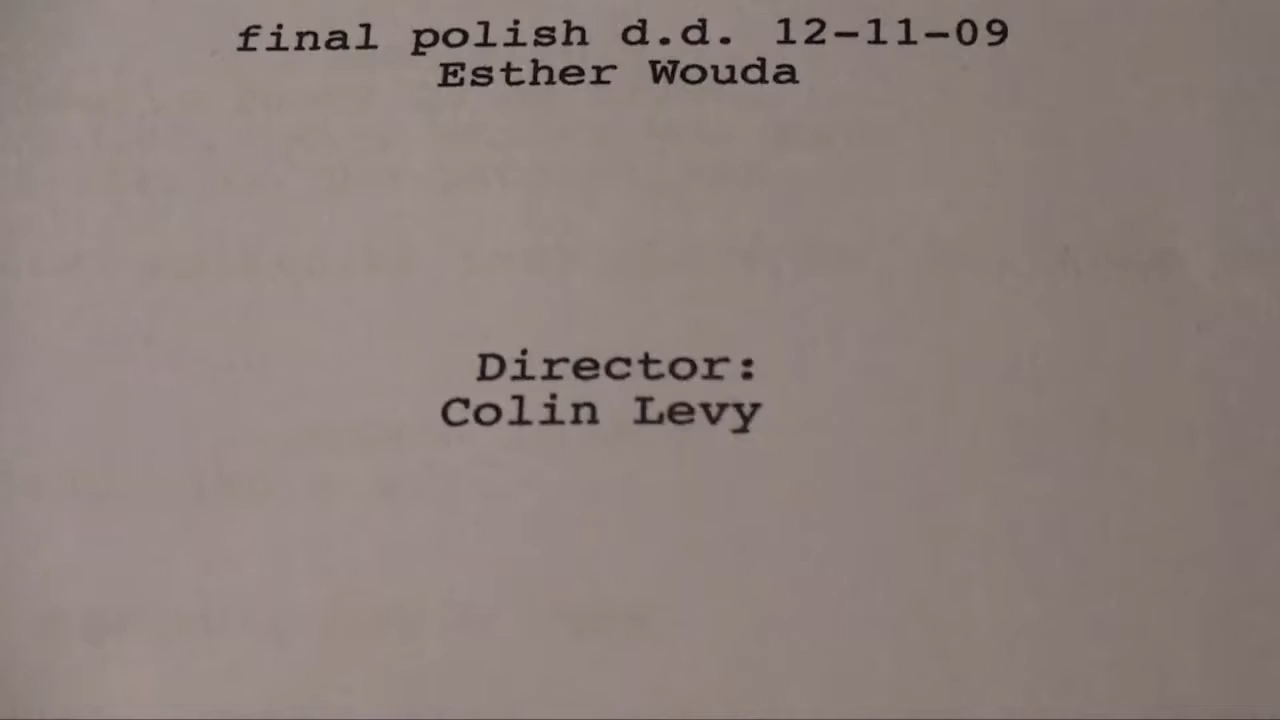 final polish d.d. 12-11-09
Esther Wouda
Director:
Colin Levy